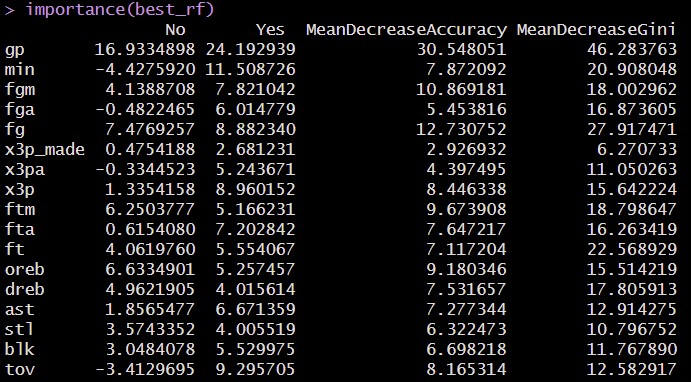 > importance(best_rf)
No Yes MeanDecreaseAccuracy MeanDecreaseGini
gp 16.9334898 24.192939 30.548051 46.283763
min -4.4275920 11.508726 7.872092 20.908048
fgm 4.1388708 7.821042 10.869181 18.002962
fga -0.4822465 6.014779 5.453816 16.873605
fg 7.4769257 8.882340 12.730752 27.917471
x3p_made 0.4754188 2.681231 2.926932 6.270733
x3pa -0.3344523 5.243671 4.397495 11.050263
x3p 1.3354158 8.960152 8.446338 15.642224
ftm 6.2503777 5.166231 9.673908 18.798647
fta 0.6154080 7.202842 7.647217 16.263419
ft 4.0619760 5.554067 7.117204 22.568929
oreb 6.6334901 5.257457 9.180346 15.514219
dreb 4.9621905 4.015614 7.531657 17.805913
ast 1.8565477 6.671359 7.277344 12.914275
stl 3.5743352 4.005519 6.322473 10.796752
blk 3.0484078 5.529975 6.698218 11.767890
tov -3.4129695 9.295705 8.165314 12.582917